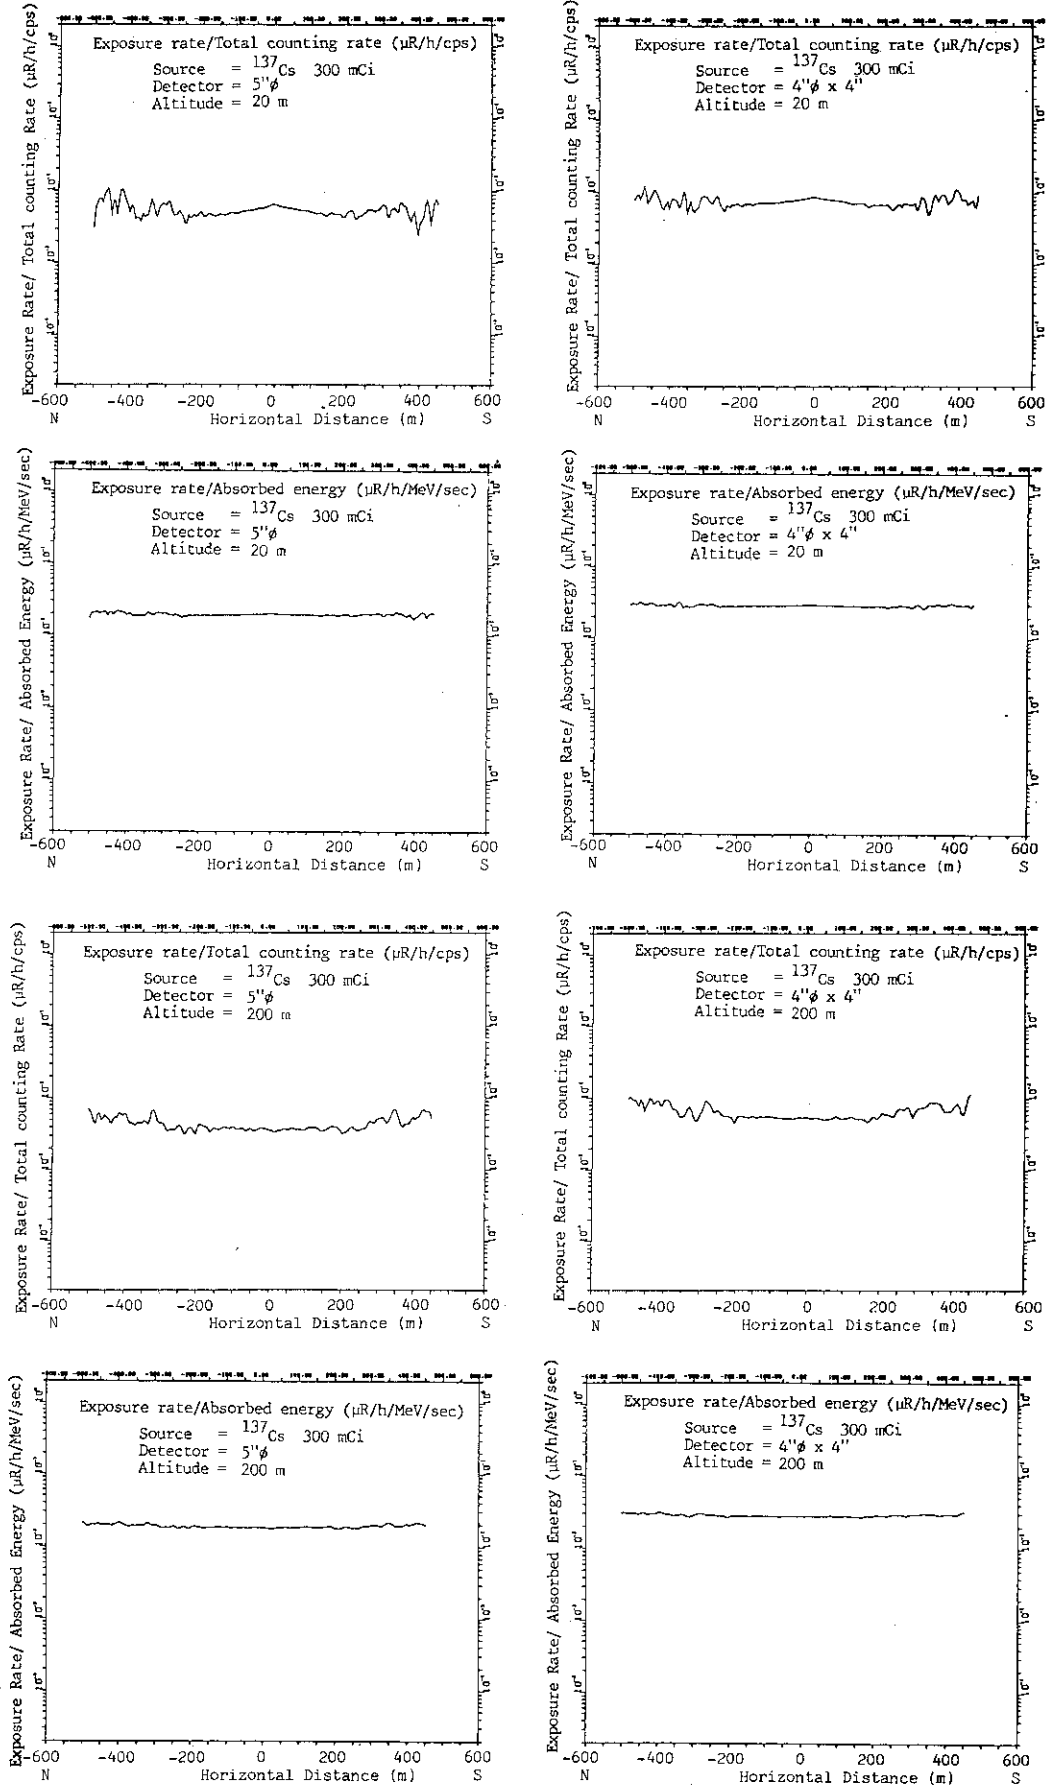 Exposure Rate/ Total counting Rate (µR/h/cps)
Exposure rate/Total counting rate (µR/h/cps)
Source = 137Cs 300 mCi
Detector = 5"φ
Altitude = 20 m
-600 -400 -200 0 200 400 600
N Horizontal Distance (m) S
Exposure Rate/ Total counting Rate (µR/h/cps)
Exposure rate/Total counting rate (µR/h/cps)
Source = 137Cs 300 mCi
Detector = 4"φ x 4"
Altitude = 20 m
-600 -400 -200 0 200 400 600
N Horizontal Distance (m) S
Exposure Rate/ Absorbed Energy (µR/h/MeV/sec)
Exposure rate/Absorbed energy (µR/h/MeV/sec)
Source = 137Cs 300 mCi
Detector = 5"φ
Altitude = 20 m
-600 -400 -200 0 200 400 600
N Horizontal Distance (m) S
Exposure Rate/ Absorbed Energy (µR/h/MeV/sec)
Exposure rate/Absorbed energy (µR/h/MeV/sec)
Source = 137Cs 300 mCi
Detector = 4"φ x 4"
Altitude = 20 m
-600 -400 -200 0 200 400 600
N Horizontal Distance (m) S
Exposure Rate/ Total counting Rate (µR/h/cps)
Exposure rate/Total counting rate (µR/h/cps)
Source = 137Cs 300 mCi
Detector = 5"φ
Altitude = 200 m
-600 -400 -200 0 200 400 600
N Horizontal Distance (m) S
Exposure Rate/ Total counting Rate (µR/h/cps)
Exposure rate/Total counting rate (µR/h/cps)
Source = 137Cs 300 mCi
Detector = 4"φ x 4"
Altitude = 200 m
-600 -400 -200 0 200 400 600
N Horizontal Distance (m) S
Exposure Rate/ Absorbed Energy (µR/h/MeV/sec)
Exposure rate/Absorbed energy (µR/h/MeV/sec)
Source = 137Cs 300 mCi
Detector = 5"φ
Altitude = 200 m
-600 -400 -200 0 200 400 600
N Horizontal Distance (m) S
Exposure Rate/ Absorbed Energy (µR/h/MeV/sec)
Exposure rate/Absorbed energy (µR/h/MeV/sec)
Source = 137Cs 300 mCi
Detector = 4"φ x 4"
Altitude = 200 m
-600 -400 -200 0 200 400 600
N Horizontal Distance (m) S